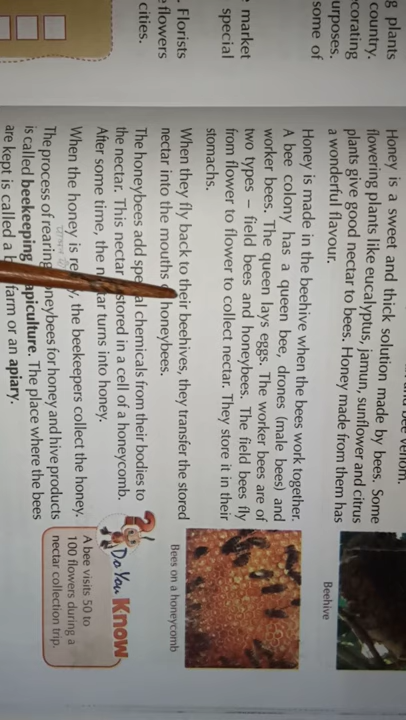 g plants
country.
corating
urposes.
some of
market
special
. Florists
e flowers
cities.
and bee venom.
Honey is a sweet and thick solution made by bees. Some
flowering plants like eucalyptus, jamun, sunflower and citrus
plants give good nectar to bees. Honey made from them has
a wonderful flavour.
Beehive
Honey is made in the beehive when the bees work together.
A bee colony has a queen bee, drones (male bees) and
worker bees. The queen lays eggs. The worker bees are of
two types – field bees and honeybees. The field bees fly
from flower to flower to collect nectar. They store it in their
stomachs.
Bees on a honeycomb
When they fly back to their beehives, they transfer the stored
nectar into the mouths honeybees.
The honeybees add special chemicals from their bodies to
the nectar. This nectar stored in a cell of a honeycomb.
After some time, the nectar turns into honey.
When the honey is ready, the beekeepers collect the honey.
The process of rearing honeybees for honey and hive products
is called beekeeping apiculture. The place where the bees
are kept is called a farm or an apiary.
Do You Know
A bee visits 50 to
100 flowers during a
nectar collection trip.